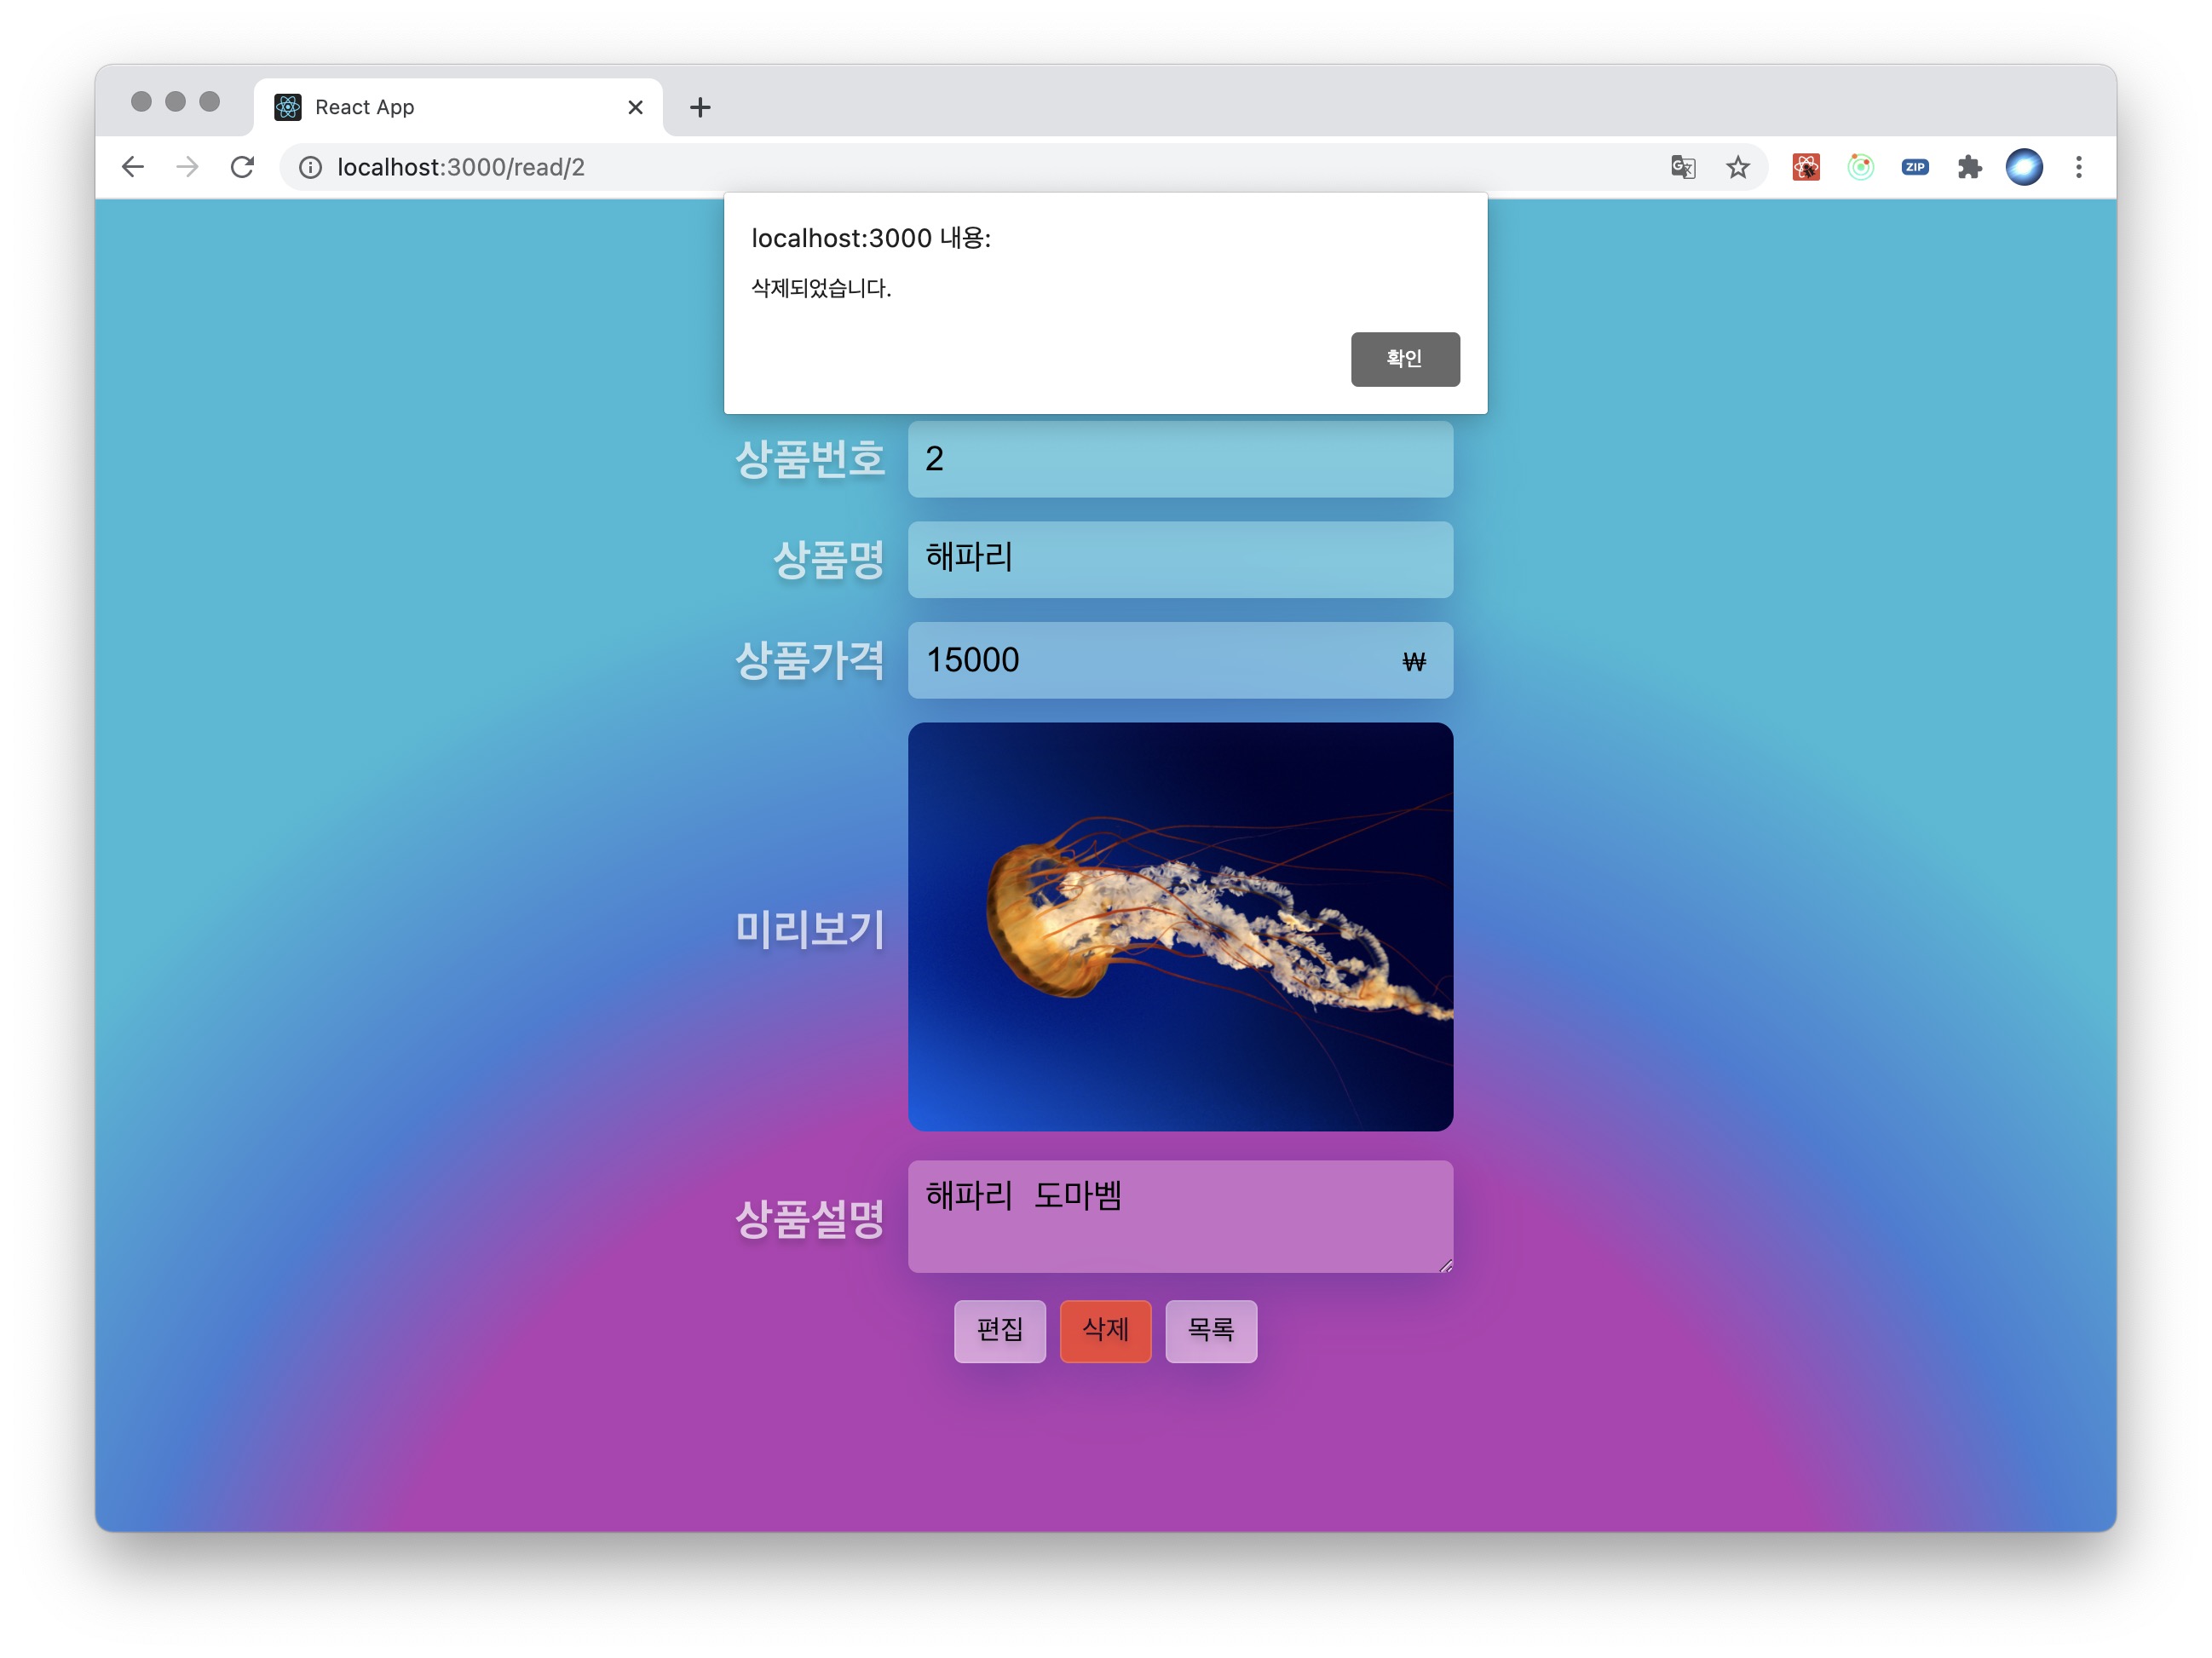 React App
localhost:3000/read/2
ZIP
localhost:3000 내용:
삭제되었습니다.
확인
상품번호 2
상품명 해파리
상품가격 15000 ₩
미리보기
상품설명 해파리 도마벰
편집 삭제 목록